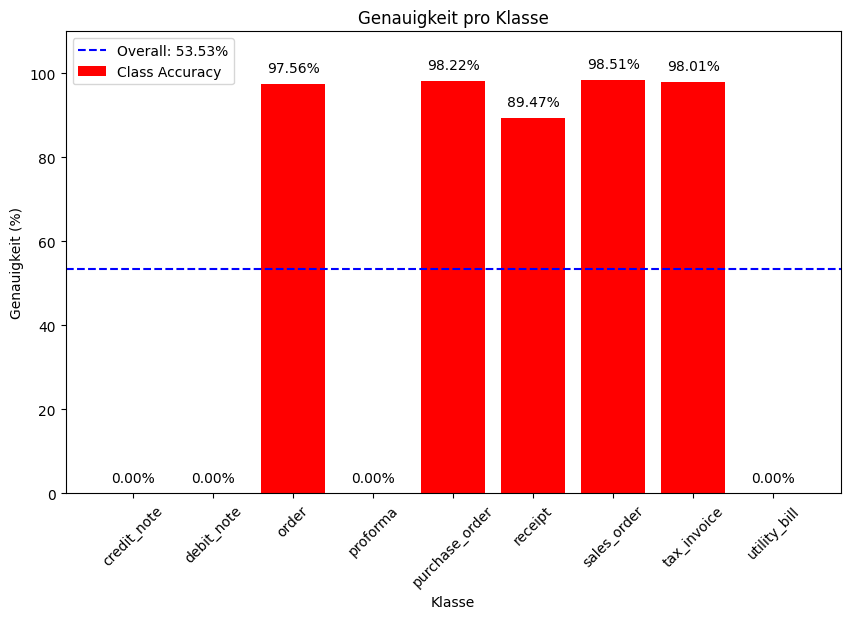 Genauigkeit pro Klasse
Overall: 53.53%
Class Accuracy
Genauigkeit (%)
100
80
60
40
20
0
0.00%
0.00%
97.56%
0.00%
98.22%
89.47%
98.51%
98.01%
0.00%
credit_note
debit_note
order
proforma
purchase_order
receipt
sales_order
tax_invoice
utility_bill
Klasse